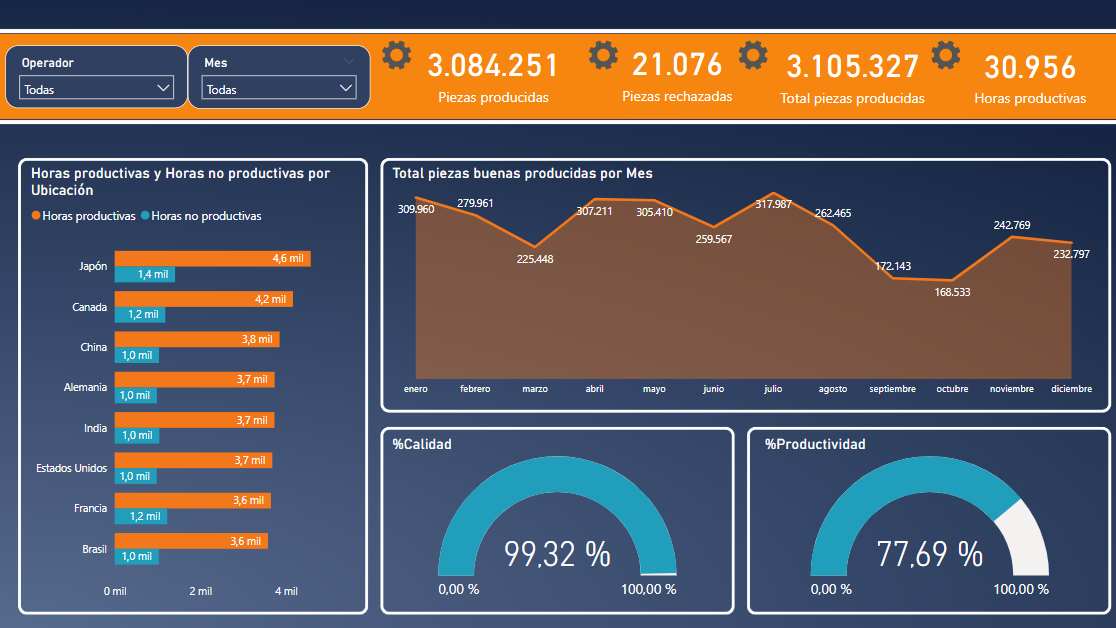 Operador
Todas
Mes
Todas
3.084.251
Piezas producidas
21.076
Piezas rechazadas
3.105.327
Total piezas producidas
30.956
Horas productivas
Horas productivas y Horas no productivas por
Ubicación
Horas productivas Horas no productivas
Japón
4,6 mil
1,4 mil
Canada
4,2 mil
1,2 mil
China
3,8 mil
1,0 mil
Alemania
3,7 mil
1,0 mil
India
3,7 mil
1,0 mil
Estados Unidos
3,7 mil
1,0 mil
Francia
3,6 mil
1,2 mil
Brasil
3,6 mil
1,0 mil
0 mil 2 mil 4 mil
Total piezas buenas producidas por Mes
309.960
279.961
225.448
307.211
305.410
259.567
317.987
262.465
172.143
168.533
242.769
232.797
enero febrero marzo abril mayo junio julio agosto septiembre octubre noviembre diciembre
%Calidad
99,32 %
0,00 % 100,00 %
%Productividad
77,69 %
0,00 % 100,00 %